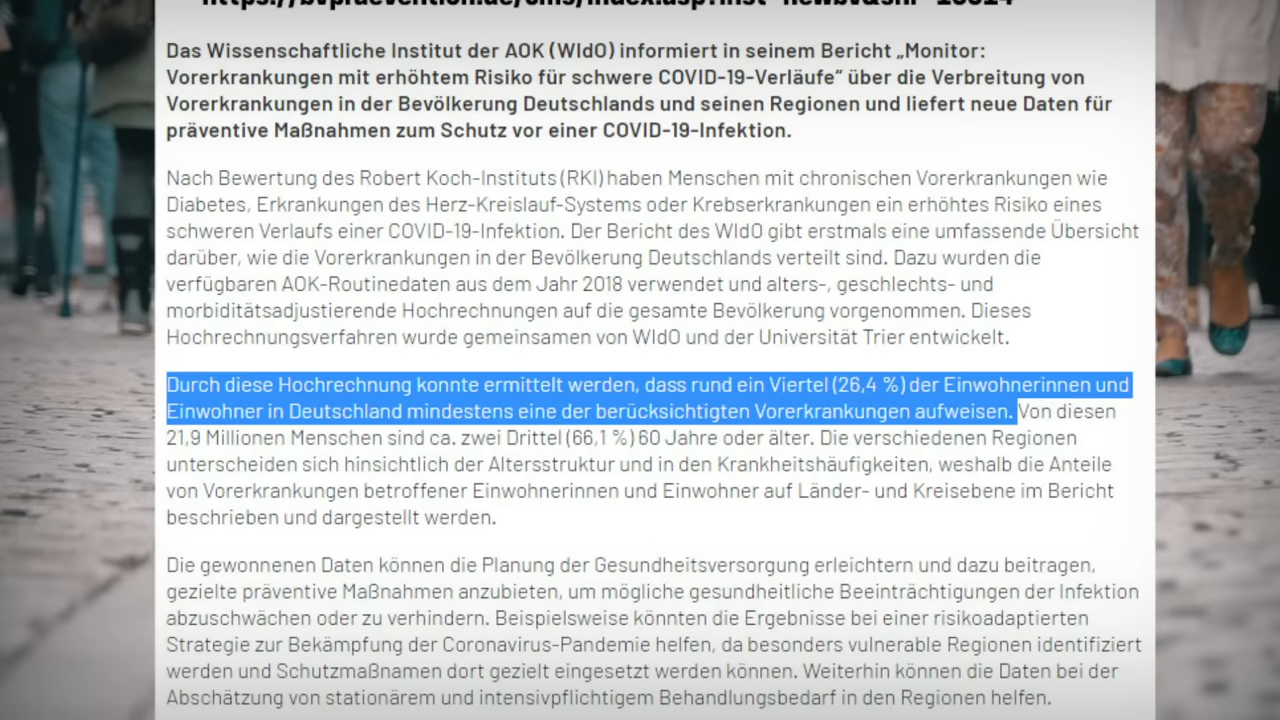 Das Wissenschaftliche Institut der AOK (WIdO) informiert in seinem Bericht „Monitor:
Vorerkrankungen mit erhöhtem Risiko für schwere COVID-19-Verläufe“ über die Verbreitung von
Vorerkrankungen in der Bevölkerung Deutschlands und seinen Regionen und liefert neue Daten für
präventive Maßnahmen zum Schutz vor einer COVID-19-Infektion.
Nach Bewertung des Robert Koch-Instituts (RKI) haben Menschen mit chronischen Vorerkrankungen wie
Diabetes, Erkrankungen des Herz-Kreislauf-Systems oder Krebserkrankungen ein erhöhtes Risiko eines
schweren Verlaufs einer COVID-19-Infektion. Der Bericht des WIdO gibt erstmals eine umfassende Übersicht
darüber, wie die Vorerkrankungen in der Bevölkerung Deutschlands verteilt sind. Dazu wurden die
verfügbaren AOK-Routinedaten aus dem Jahr 2018 verwendet und alters-, geschlechts- und
morbiditätsadjustierende Hochrechnungen auf die gesamte Bevölkerung vorgenommen. Dieses
Hochrechnungsverfahren wurde gemeinsamen von WIdO und der Universität Trier entwickelt.
Durch diese Hochrechnung konnte ermittelt werden, dass rund ein Viertel (26,4 %) der Einwohnerinnen und
Einwohner in Deutschland mindestens eine der berücksichtigten Vorerkrankungen aufweisen. Von diesen
21,9 Millionen Menschen sind ca. zwei Drittel (66,1 %) 60 Jahre oder älter. Die verschiedenen Regionen
unterscheiden sich hinsichtlich der Altersstruktur und in den Krankheitshäufigkeiten, weshalb die Anteile
von Vorerkrankungen betroffener Einwohnerinnen und Einwohner auf Länder- und Kreisebene im Bericht
beschrieben und dargestellt werden.
Die gewonnenen Daten können die Planung der Gesundheitsversorgung erleichtern und dazu beitragen,
gezielte präventive Maßnahmen anzubieten, um mögliche gesundheitliche Beeinträchtigungen der Infektion
abzuschwächen oder zu verhindern. Beispielsweise könnten die Ergebnisse bei einer risikoadaptierten
Strategie zur Bekämpfung der Coronavirus-Pandemie helfen, da besonders vulnerable Regionen identifiziert
werden und Schutzmaßnamen dort gezielt eingesetzt werden können. Weiterhin können die Daten bei der
Abschätzung von stationärem und intensivpflichtigem Behandlungsbedarf in den Regionen helfen.